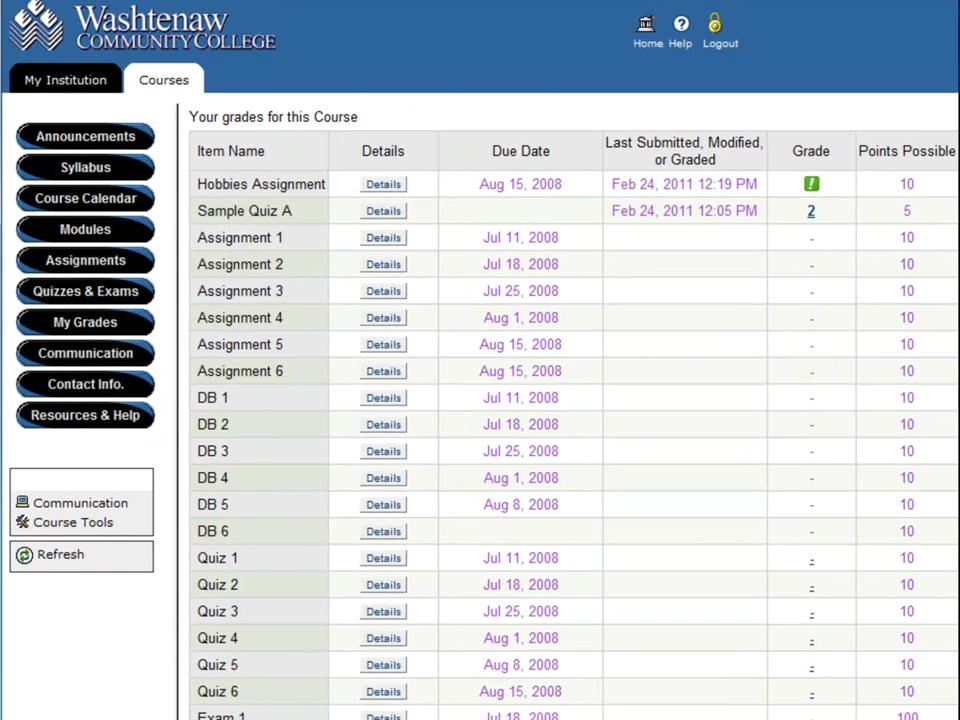 Washtenaw
COMMUNITY COLLEGE
Home Help Logout
My Institution Courses
Announcements
Syllabus
Course Calendar
Modules
Assignments
Quizzes & Exams
My Grades
Communication
Contact Info.
Resources & Help
Communication
Course Tools
Refresh
Your grades for this Course
Item Name Details Due Date Last Submitted, Modified, or Graded Grade Points Possible
Hobbies Assignment Details Aug 15, 2008 Feb 24, 2011 12:19 PM ! 10
Sample Quiz A Details Feb 24, 2011 12:05 PM 2 5
Assignment 1 Details Jul 11, 2008 - 10
Assignment 2 Details Jul 18, 2008 - 10
Assignment 3 Details Jul 25, 2008 - 10
Assignment 4 Details Aug 1, 2008 - 10
Assignment 5 Details Aug 15, 2008 - 10
Assignment 6 Details Aug 15, 2008 - 10
DB 1 Details Jul 11, 2008 - 10
DB 2 Details Jul 18, 2008 - 10
DB 3 Details Jul 25, 2008 - 10
DB 4 Details Aug 1, 2008 - 10
DB 5 Details Aug 8, 2008 - 10
DB 6 Details - 10
Quiz 1 Details Jul 11, 2008 - 10
Quiz 2 Details Jul 18, 2008 - 10
Quiz 3 Details Jul 25, 2008 - 10
Quiz 4 Details Aug 1, 2008 - 10
Quiz 5 Details Aug 8, 2008 - 10
Quiz 6 Details Aug 15, 2008 - 10
Exam 1 Details Jul 18, 2008 100